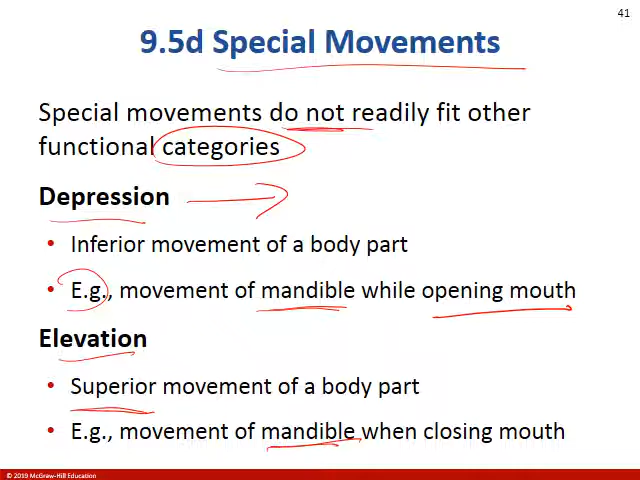 41
9.5d Special Movements
Special movements do not readily fit other
functional categories
Depression
• Inferior movement of a body part
• E.g., movement of mandible while opening mouth
Elevation
• Superior movement of a body part
• E.g., movement of mandible when closing mouth
© 2019 McGraw-Hill Education